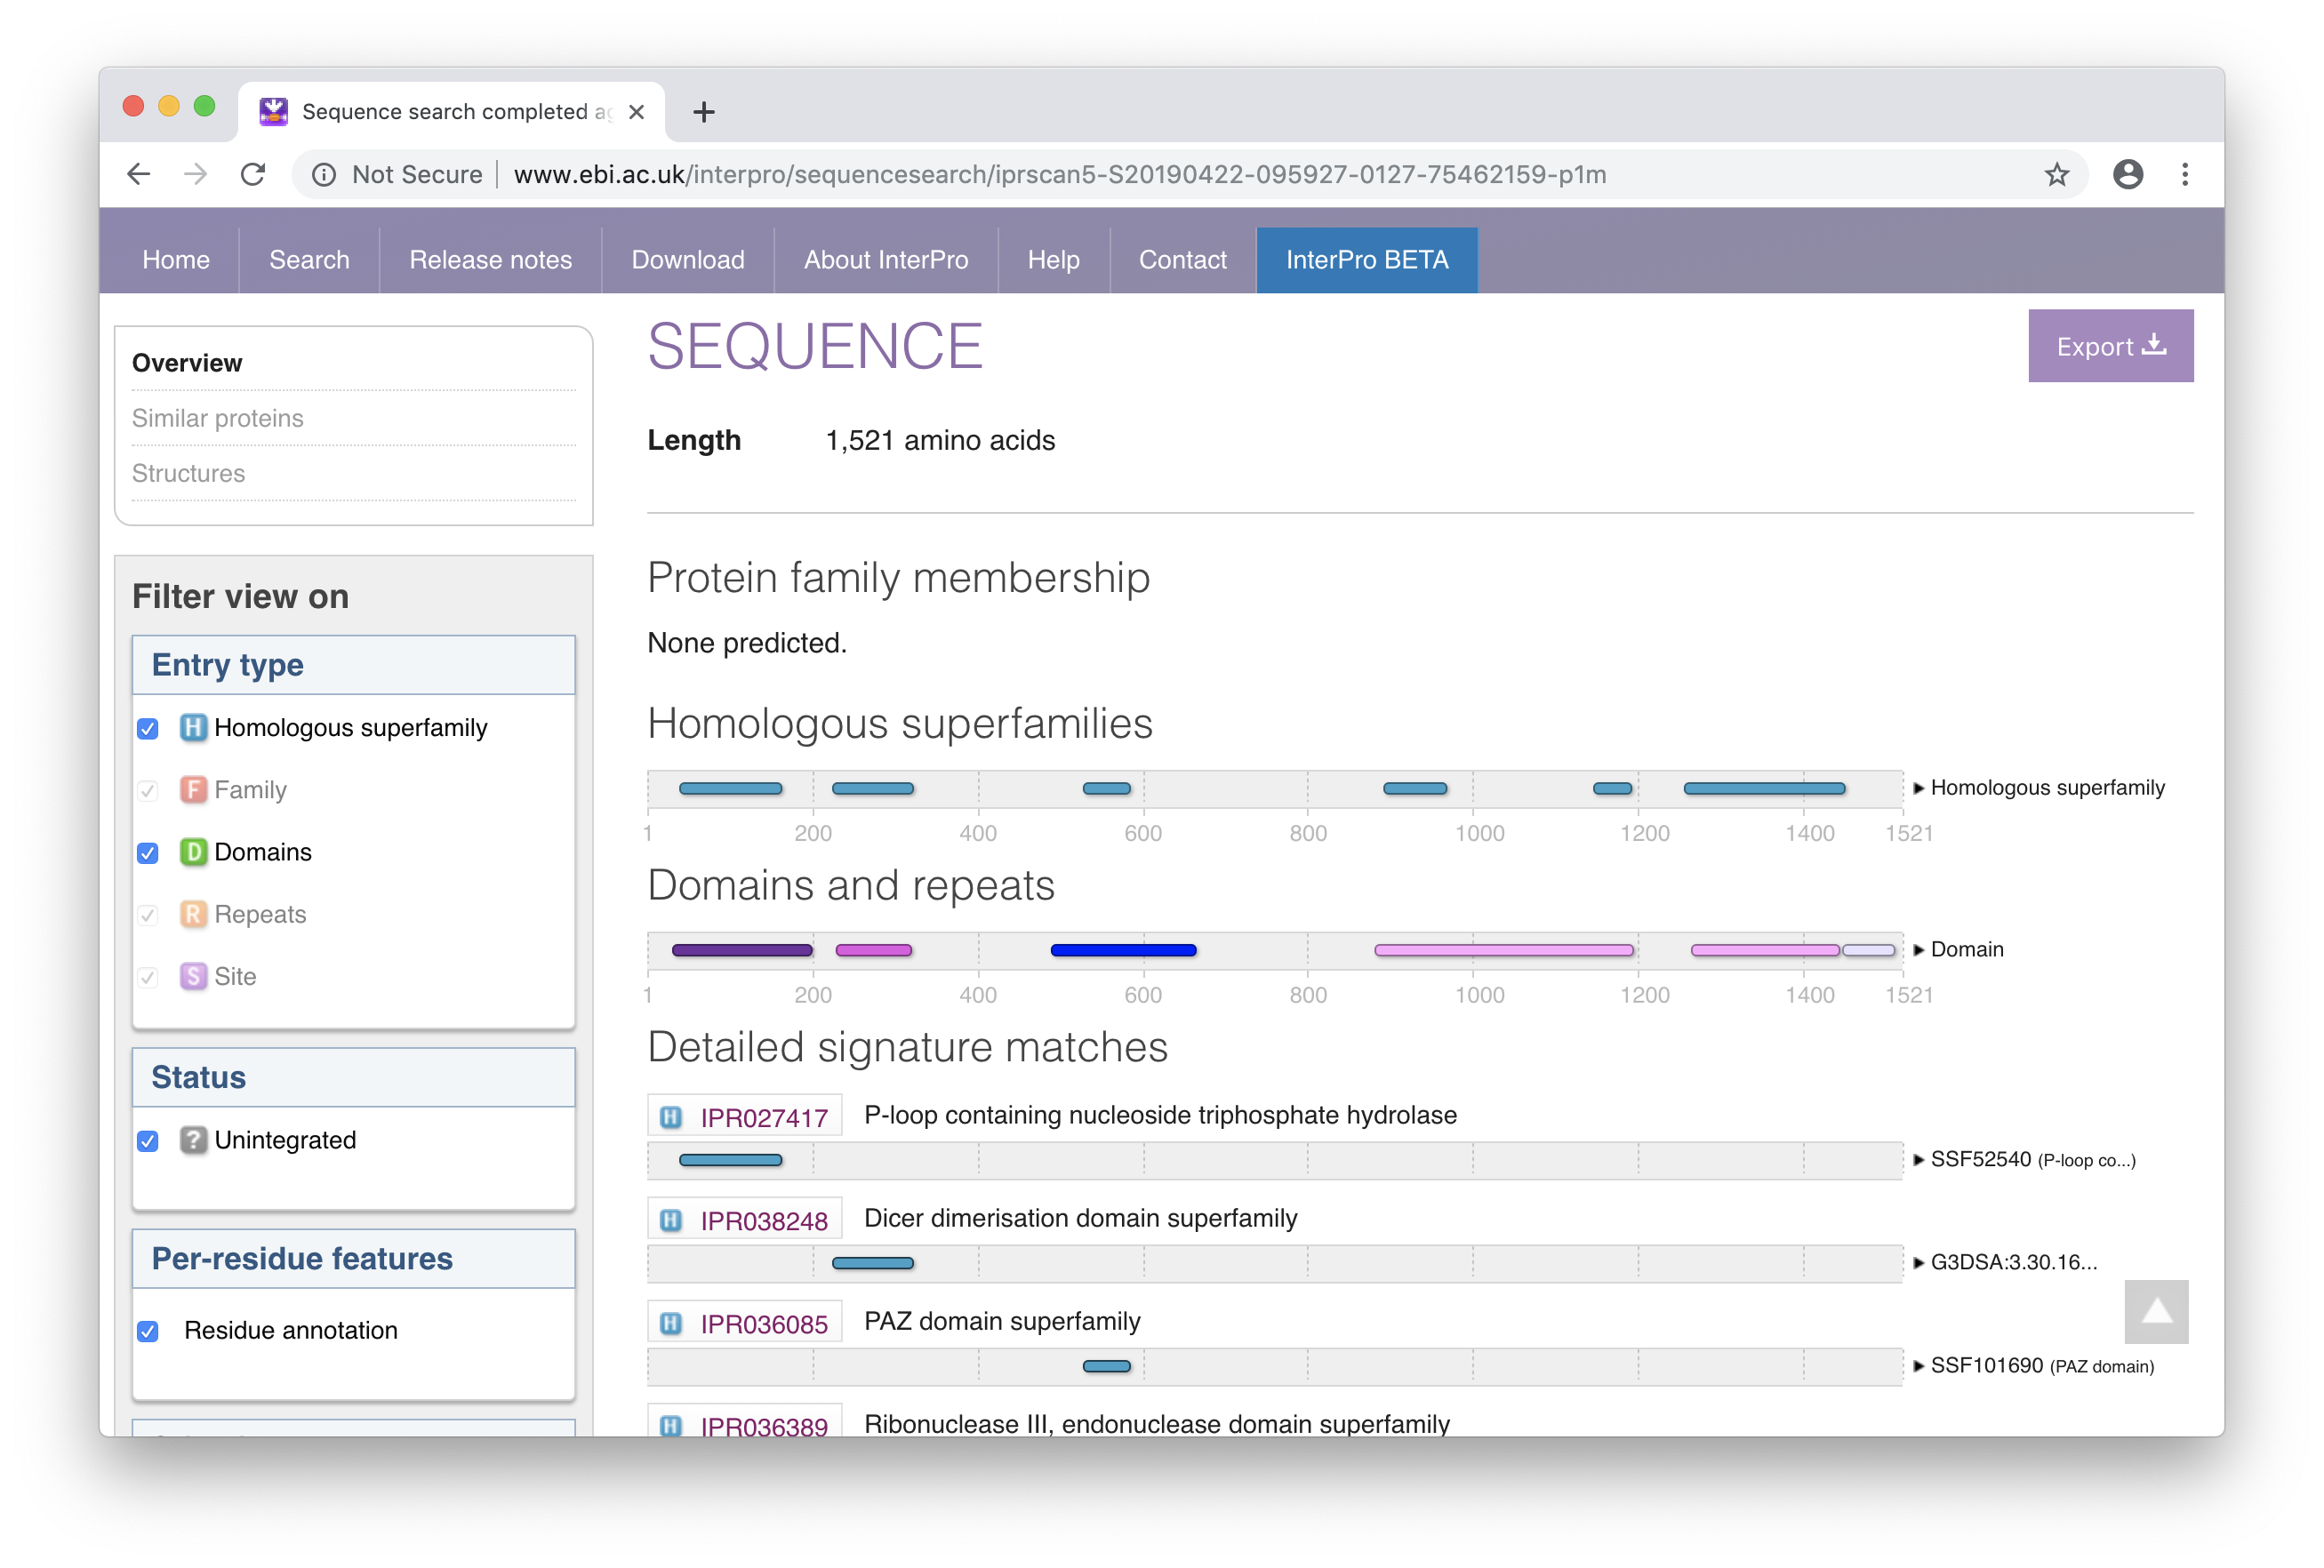 Sequence search completed ag
Not Secure www.ebi.ac.uk/interpro/sequencesearch/iprscan5-S20190422-095927-0127-75462159-p1m
Home Search Release notes Download About InterPro Help Contact InterPro BETA
Overview
Similar proteins
Structures
Filter view on
Entry type
H Homologous superfamily
F Family
D Domains
R Repeats
S Site
Status
? Unintegrated
Per-residue features
Residue annotation
SEQUENCE
Export
Length 1,521 amino acids
Protein family membership
None predicted.
Homologous superfamilies
Homologous superfamily
1 200 400 600 800 1000 1200 1400 1521
Domains and repeats
Domain
1 200 400 600 800 1000 1200 1400 1521
Detailed signature matches
H IPR027417 P-loop containing nucleoside triphosphate hydrolase
SSF52540 (P-loop co...)
H IPR038248 Dicer dimerisation domain superfamily
G3DSA:3.30.16...
H IPR036085 PAZ domain superfamily
SSF101690 (PAZ domain)
H IPR036389 Ribonuclease III, endonuclease domain superfamily